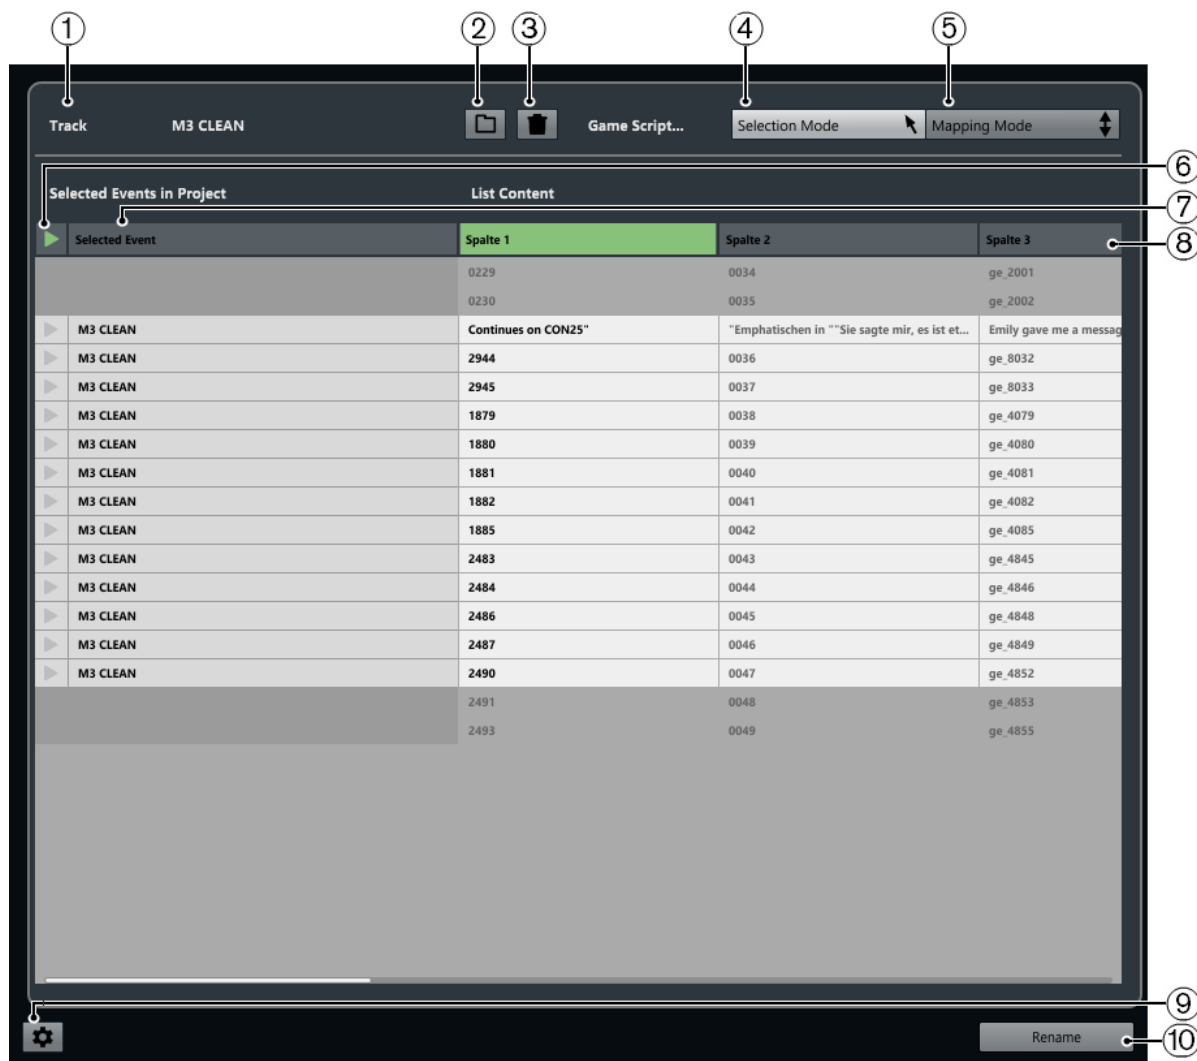 1 2 3 4 5
Track M3 CLEAN Game Script... Selection Mode Mapping Mode
6
Selected Events in Project List Content
7
Selected Event Spalte 1 Spalte 2 Spalte 3
8
0229 0034 ge_2001
0230 0035 ge_2002
M3 CLEAN Continues on CON25" "Emphatischen in ""Sie sagte mir, es ist et... Emily gave me a messag
M3 CLEAN 2944 0036 ge_8032
M3 CLEAN 2945 0037 ge_8033
M3 CLEAN 1879 0038 ge_4079
M3 CLEAN 1880 0039 ge_4080
M3 CLEAN 1881 0040 ge_4081
M3 CLEAN 1882 0041 ge_4082
M3 CLEAN 1885 0042 ge_4085
M3 CLEAN 2483 0043 ge_4845
M3 CLEAN 2484 0044 ge_4846
M3 CLEAN 2486 0045 ge_4848
M3 CLEAN 2487 0046 ge_4849
M3 CLEAN 2490 0047 ge_4852
2491 0048 ge_4853
2493 0049 ge_4855
9
Rename 10